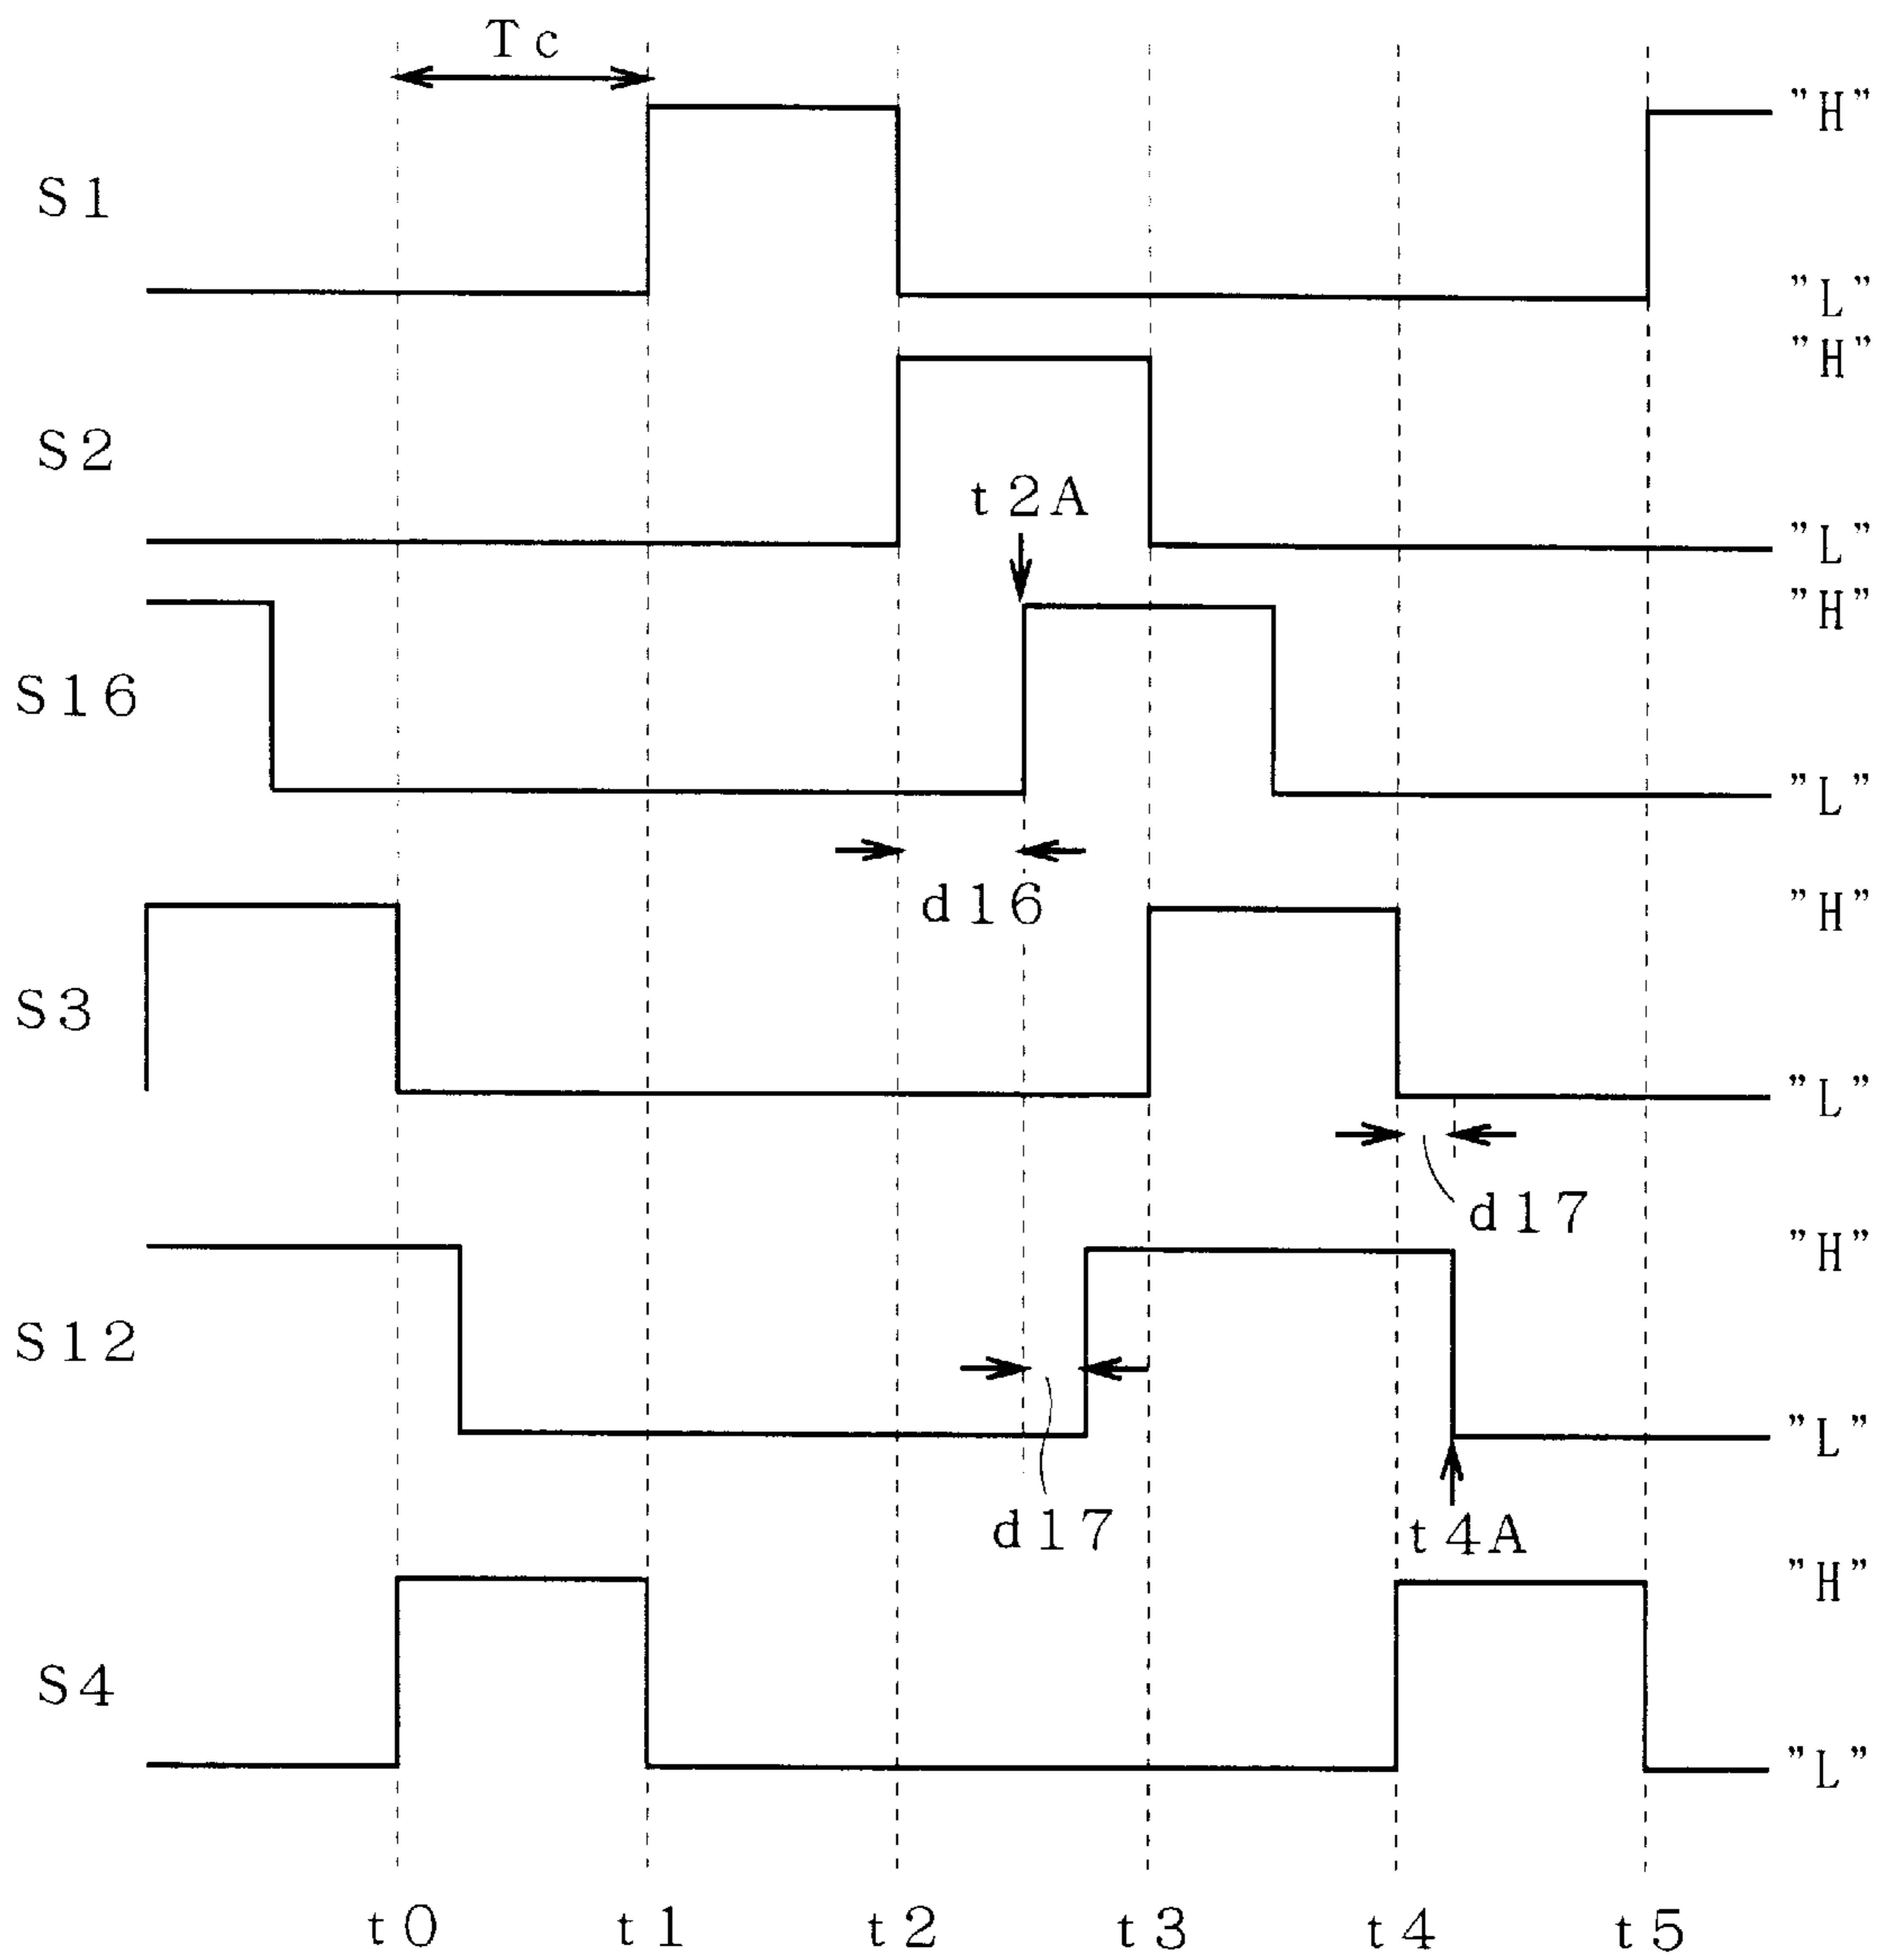 Tc
"H"
S1
"L"
"H"
S2
t2A
"L"
"H"
S16
"L"
d16
"H"
S3
"L"
d17
"H"
S12
"L"
d17
t4A
"H"
S4
"L"
t0 t1 t2 t3 t4 t5